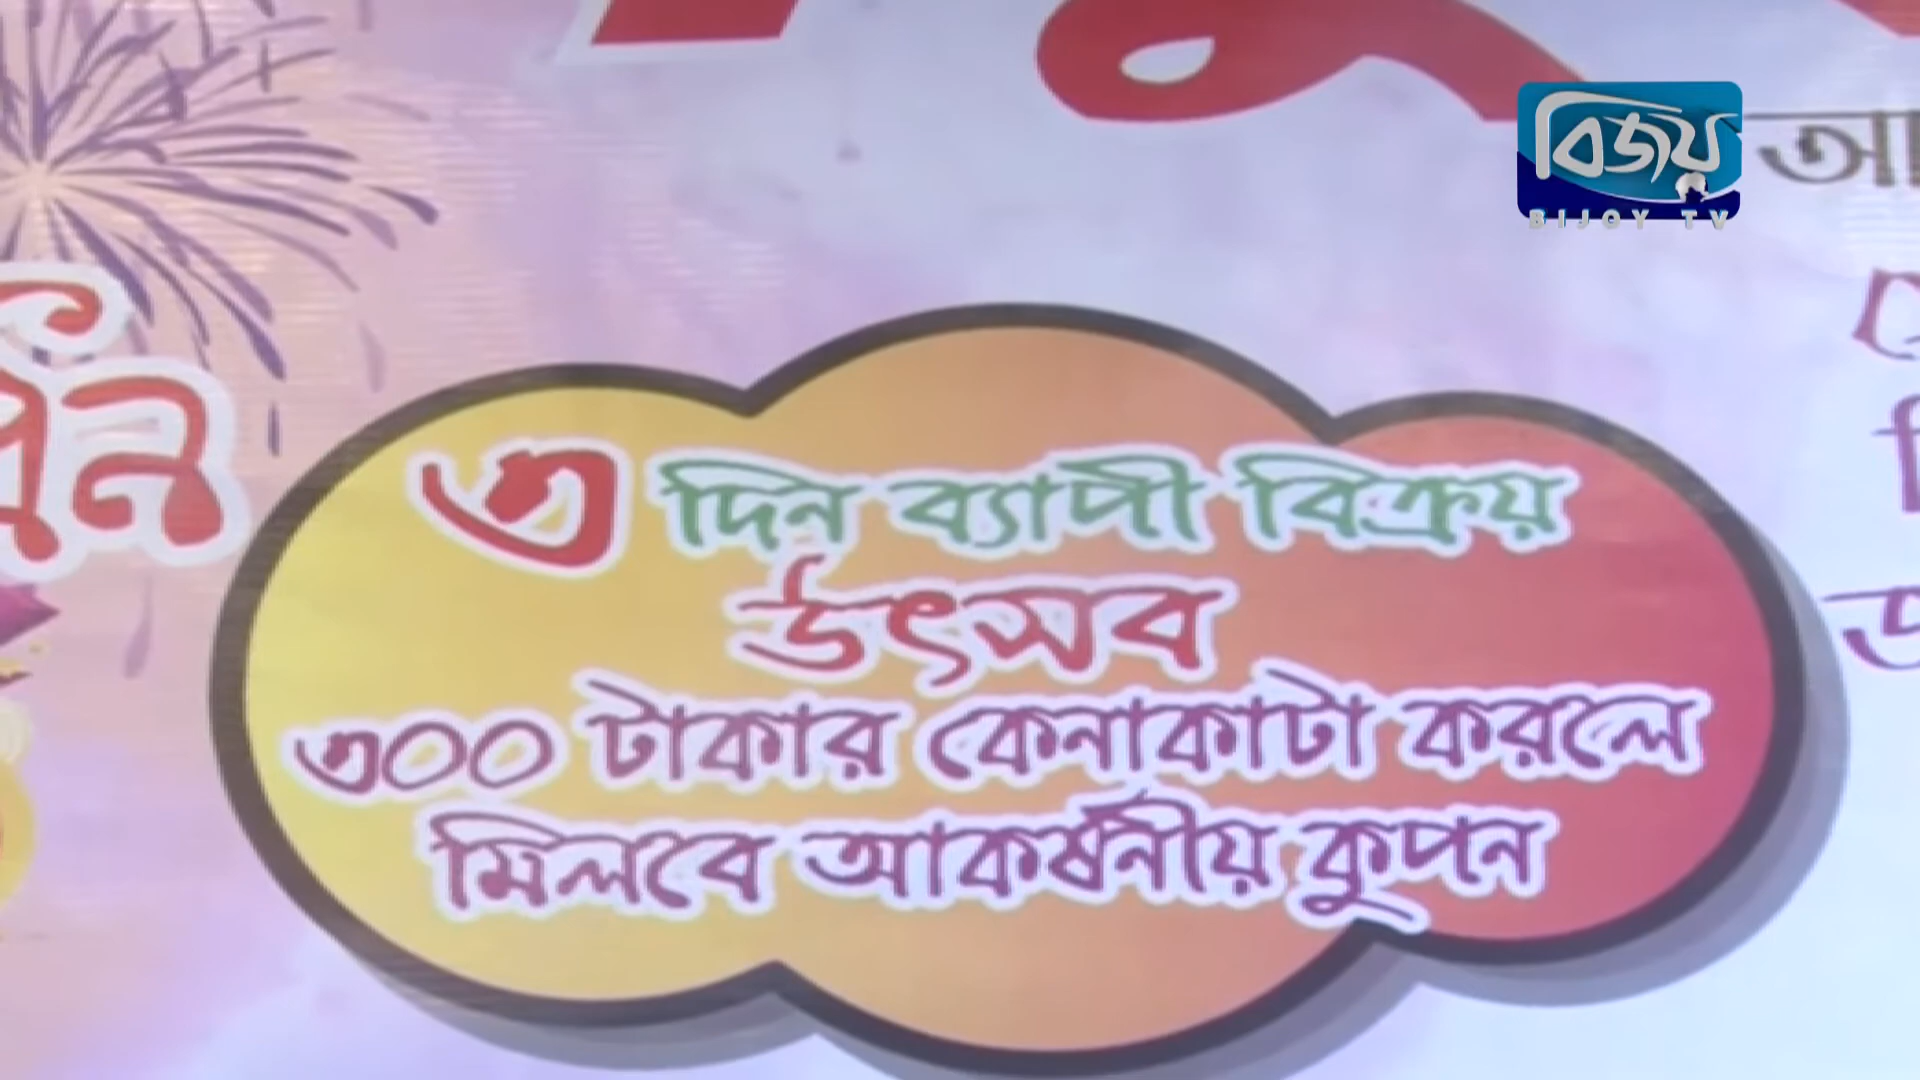 বিজয়
BIJOY TV
৩ দিন ব্যাপী বিক্রয়
উৎসব
৩০০ টাকার কেনাকাটা করলে
মিলবে আকর্ষনীয় কুপন